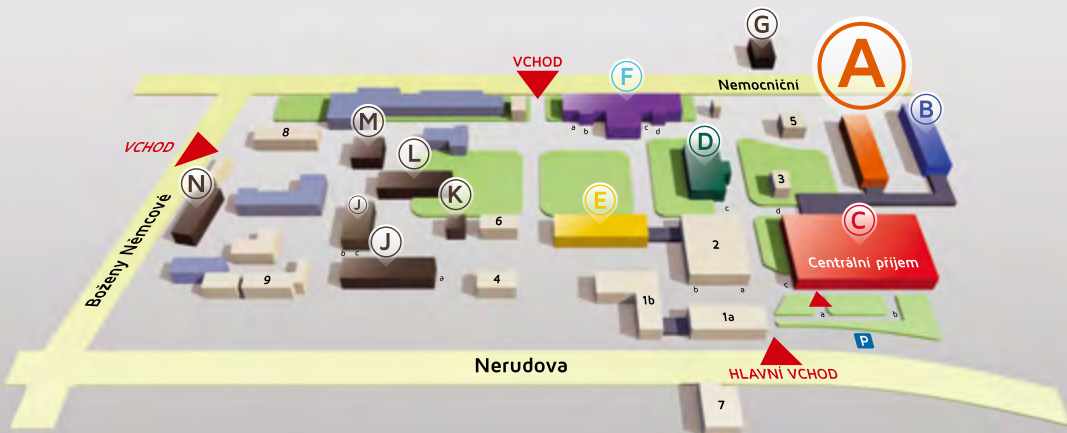 G
A
VCHOD
F
Nemocniční
B
a
b
c
d
5
8
M
D
VCHOD
L
N
K
3
J
E
c
d
C
6
J
2
Centrální příjem
b
c
Boženy Němcové
9
a
4
b
a
c
1b
1a
a
b
P
Nerudova
HLAVNÍ VCHOD
7